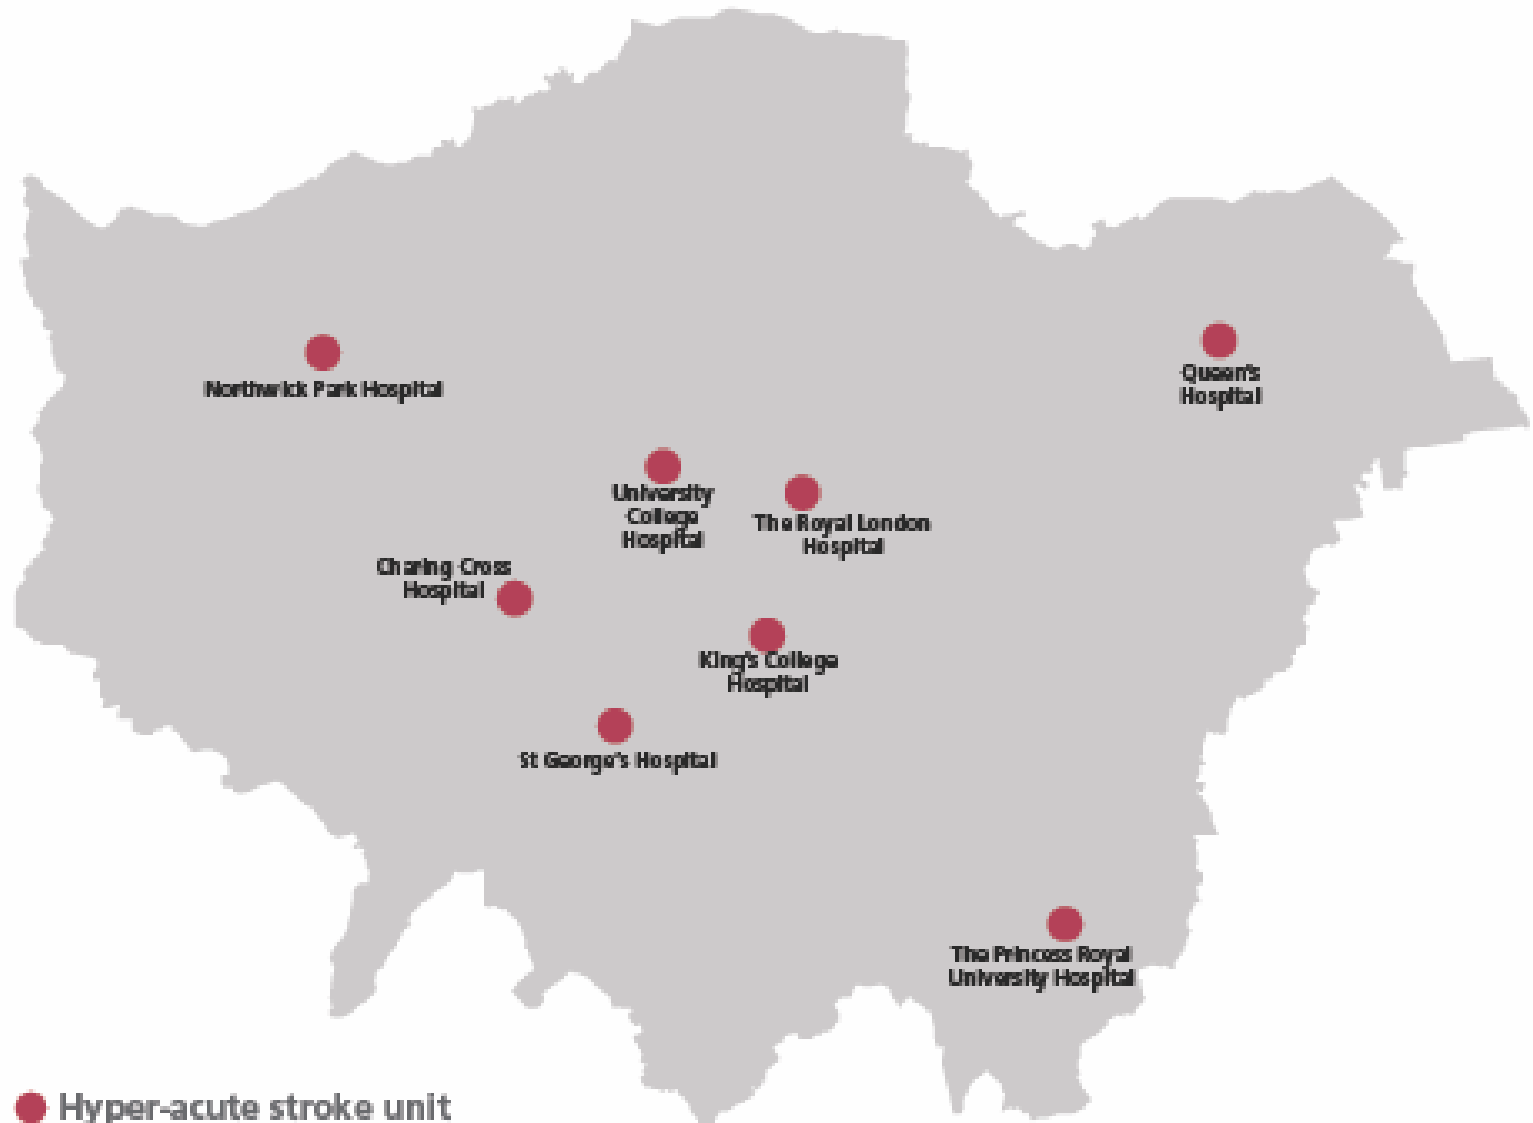 Northwick Park Hospital
Queen's
Hospital
University
College
Hospital
The Royal London
Hospital
Charing Cross
Hospital
King's College
Hospital
St George's Hospital
The Princess Royal
University Hospital
Hyper-acute stroke unit